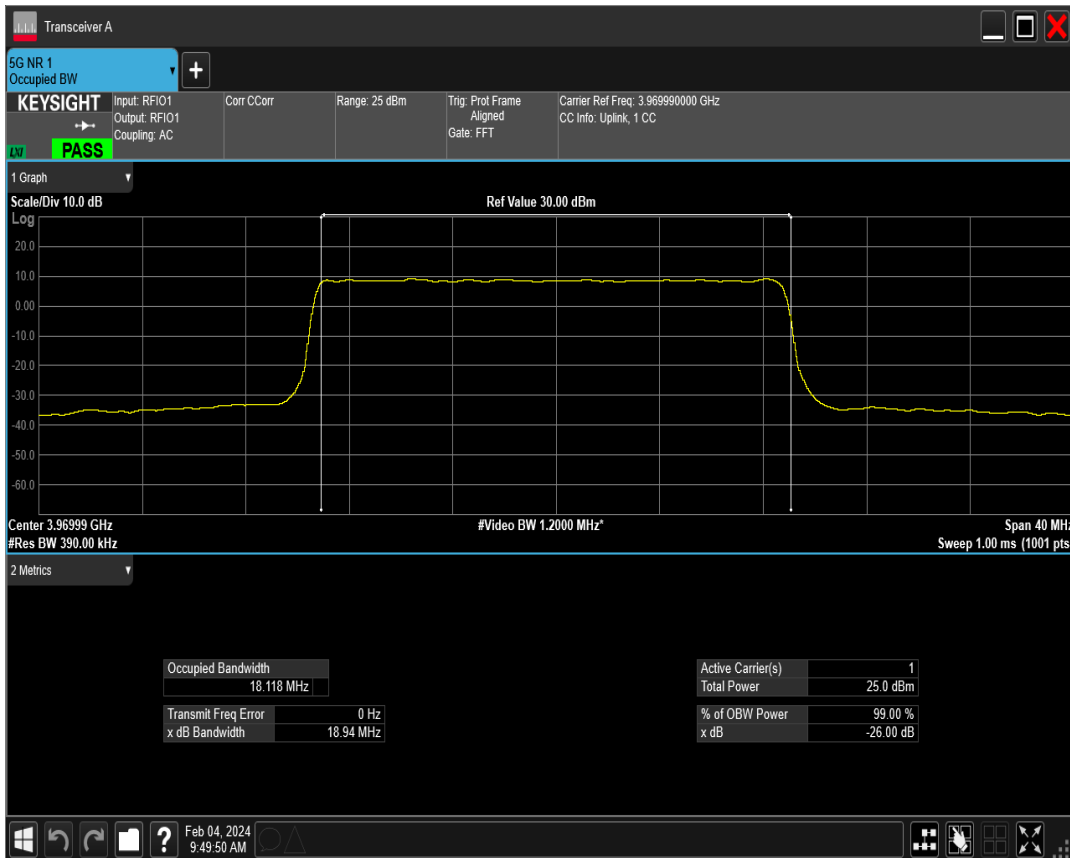 Transceiver A
5G NR 1
Occupied BW
KEYSIGHT
Input: RFIO1
Output: RFIO1
Coupling: AC
Corr CCorr
Range: 25 dBm
Trig: Prot Frame
Aligned
Gate: FFT
Carrier Ref Freq: 3.969990000 GHz
CC Info: Uplink, 1 CC
LXI
PASS
1 Graph
Scale/Div 10.0 dB
Ref Value 30.00 dBm
Log
20.0
10.0
0.00
-10.0
-20.0
-30.0
-40.0
-50.0
-60.0
Center 3.96999 GHz
#Video BW 1.2000 MHz*
Span 40 MHz
#Res BW 390.00 kHz
Sweep 1.00 ms (1001 pts
2 Metrics
Occupied Bandwidth
18.118 MHz
Transmit Freq Error 0 Hz
x dB Bandwidth 18.94 MHz
Active Carrier(s) 1
Total Power 25.0 dBm
% of OBW Power 99.00 %
x dB -26.00 dB
Feb 04, 2024
9:49:50 AM